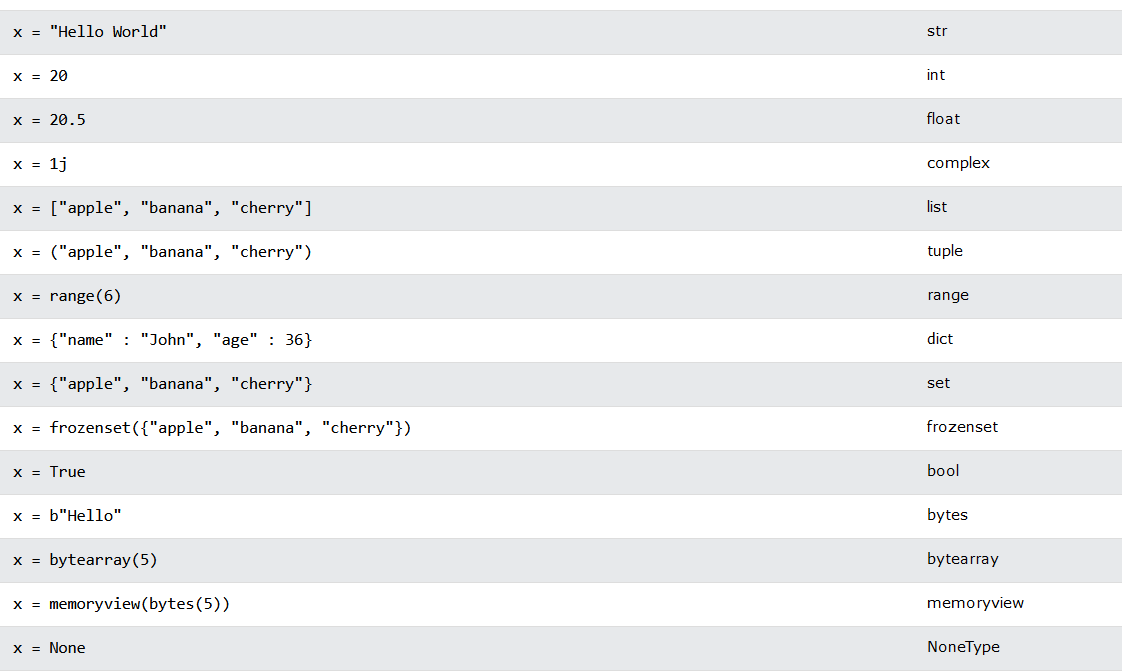 x = "Hello World" str
x = 20 int
x = 20.5 float
x = 1j complex
x = ["apple", "banana", "cherry"] list
x = ("apple", "banana", "cherry") tuple
x = range(6) range
x = {"name" : "John", "age" : 36} dict
x = {"apple", "banana", "cherry"} set
x = frozenset({"apple", "banana", "cherry"}) frozenset
x = True bool
x = b"Hello" bytes
x = bytearray(5) bytearray
x = memoryview(bytes(5)) memoryview
x = None NoneType